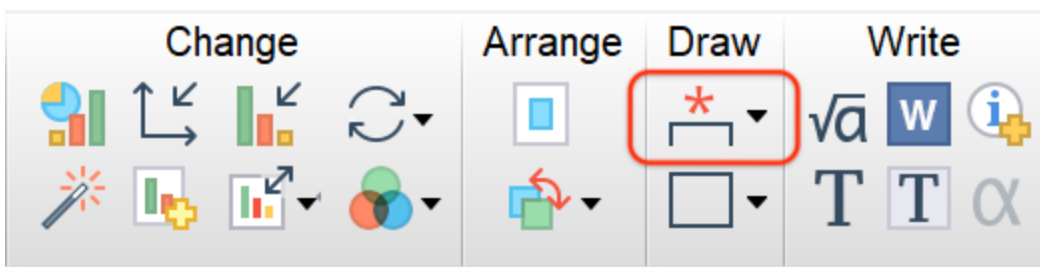 Change Arrange Draw Write
* √a W i
T T α